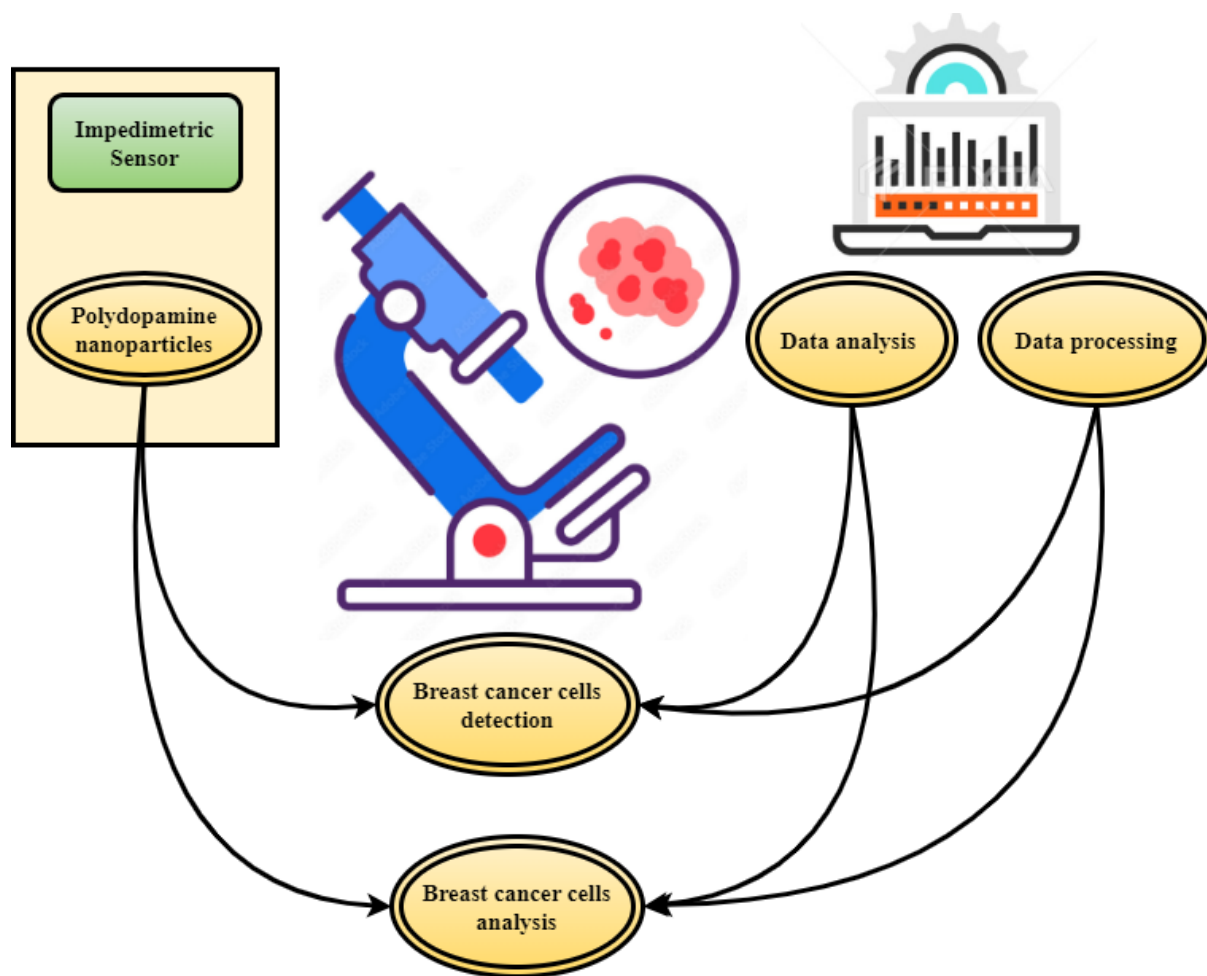 Impedimetric
Sensor
Polydopamine
nanoparticles
Data analysis
Data processing
Breast cancer cells
detection
Breast cancer cells
analysis